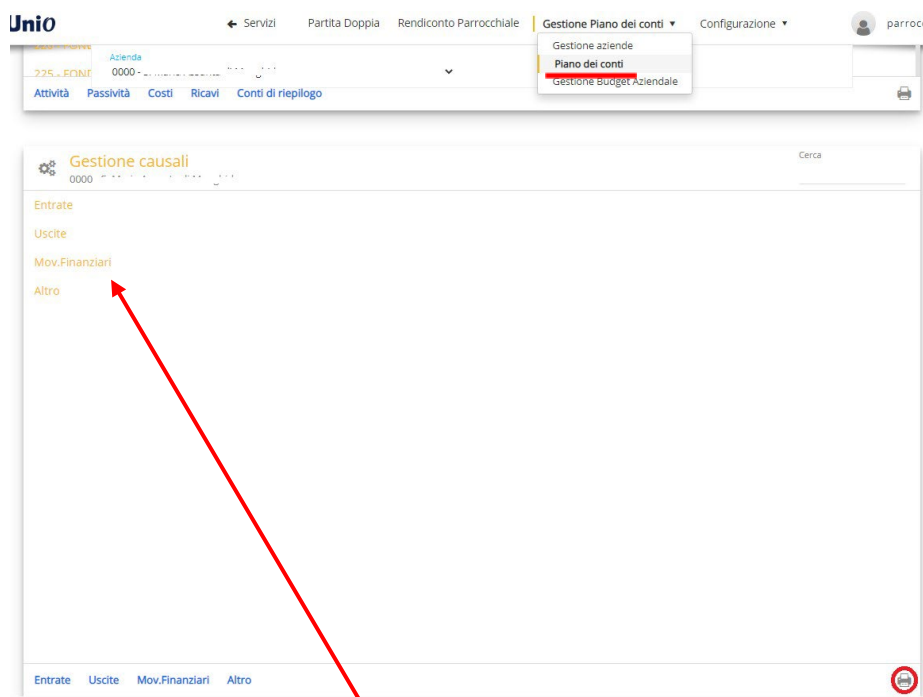 UniO
Servizi Partita Doppia Rendiconto Parrocchiale Gestione Piano dei conti Configurazione parroc
Gestione aziende
Piano dei conti
Gestione Budget Aziendale
Azienda
225 - FOND 0000 -
Attività Passività Costi Ricavi Conti di riepilogo
Gestione causali
0000
Cerca
Entrate
Uscite
Mov.Finanziari
Altro
Entrate Uscite Mov.Finanziari Altro